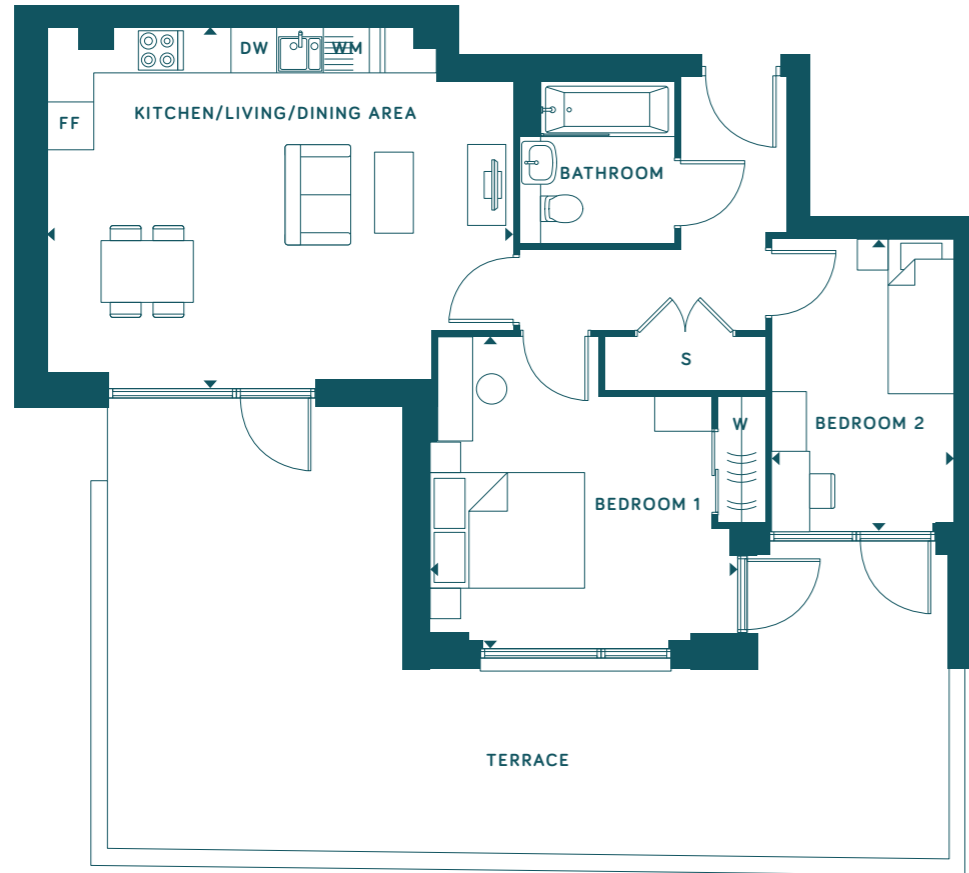 DW
WM
KITCHEN/LIVING/DINING AREA
FF
BATHROOM
S
W
BEDROOM 2
BEDROOM 1
TERRACE